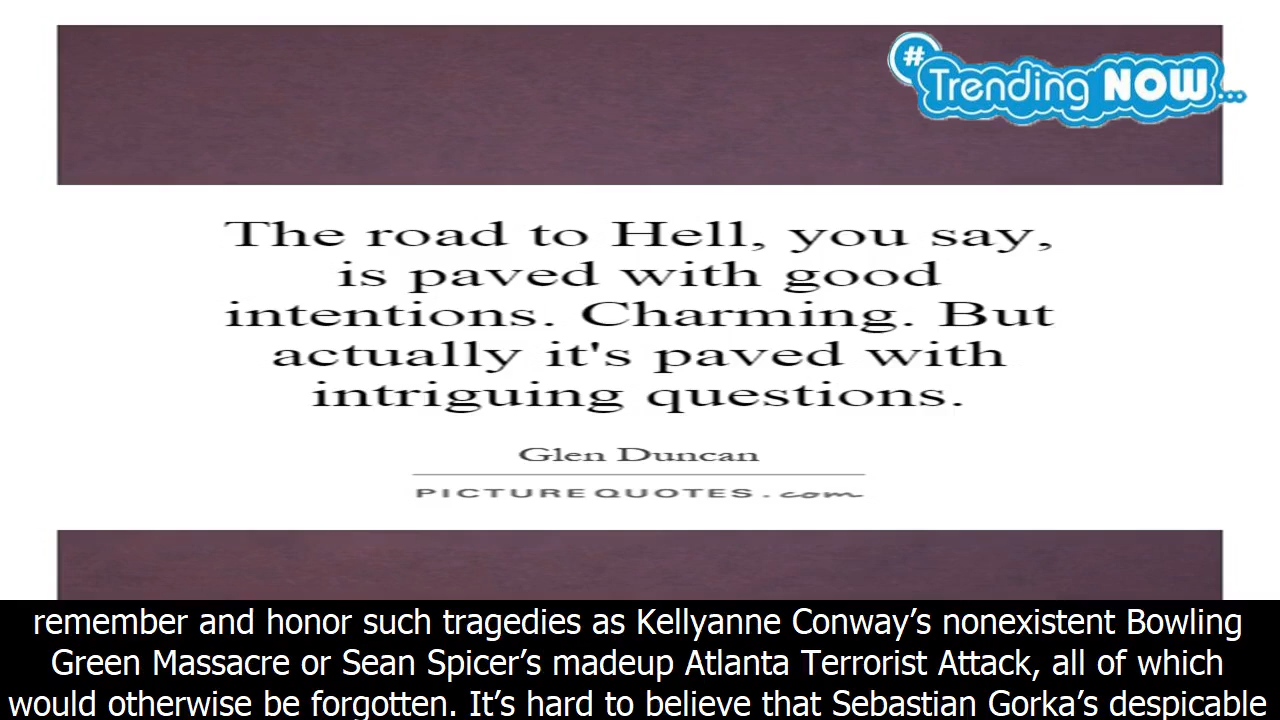 # Trending NOW...
The road to Hell, you say,
is paved with good
intentions. Charming. But
actually it's paved with
intriguing questions.
Glen Duncan
PICTUREQUOTES.com
remember and honor such tragedies as Kellyanne Conway’s nonexistent Bowling
Green Massacre or Sean Spicer’s madeup Atlanta Terrorist Attack, all of which
would otherwise be forgotten. It’s hard to believe that Sebastian Gorka’s despicable